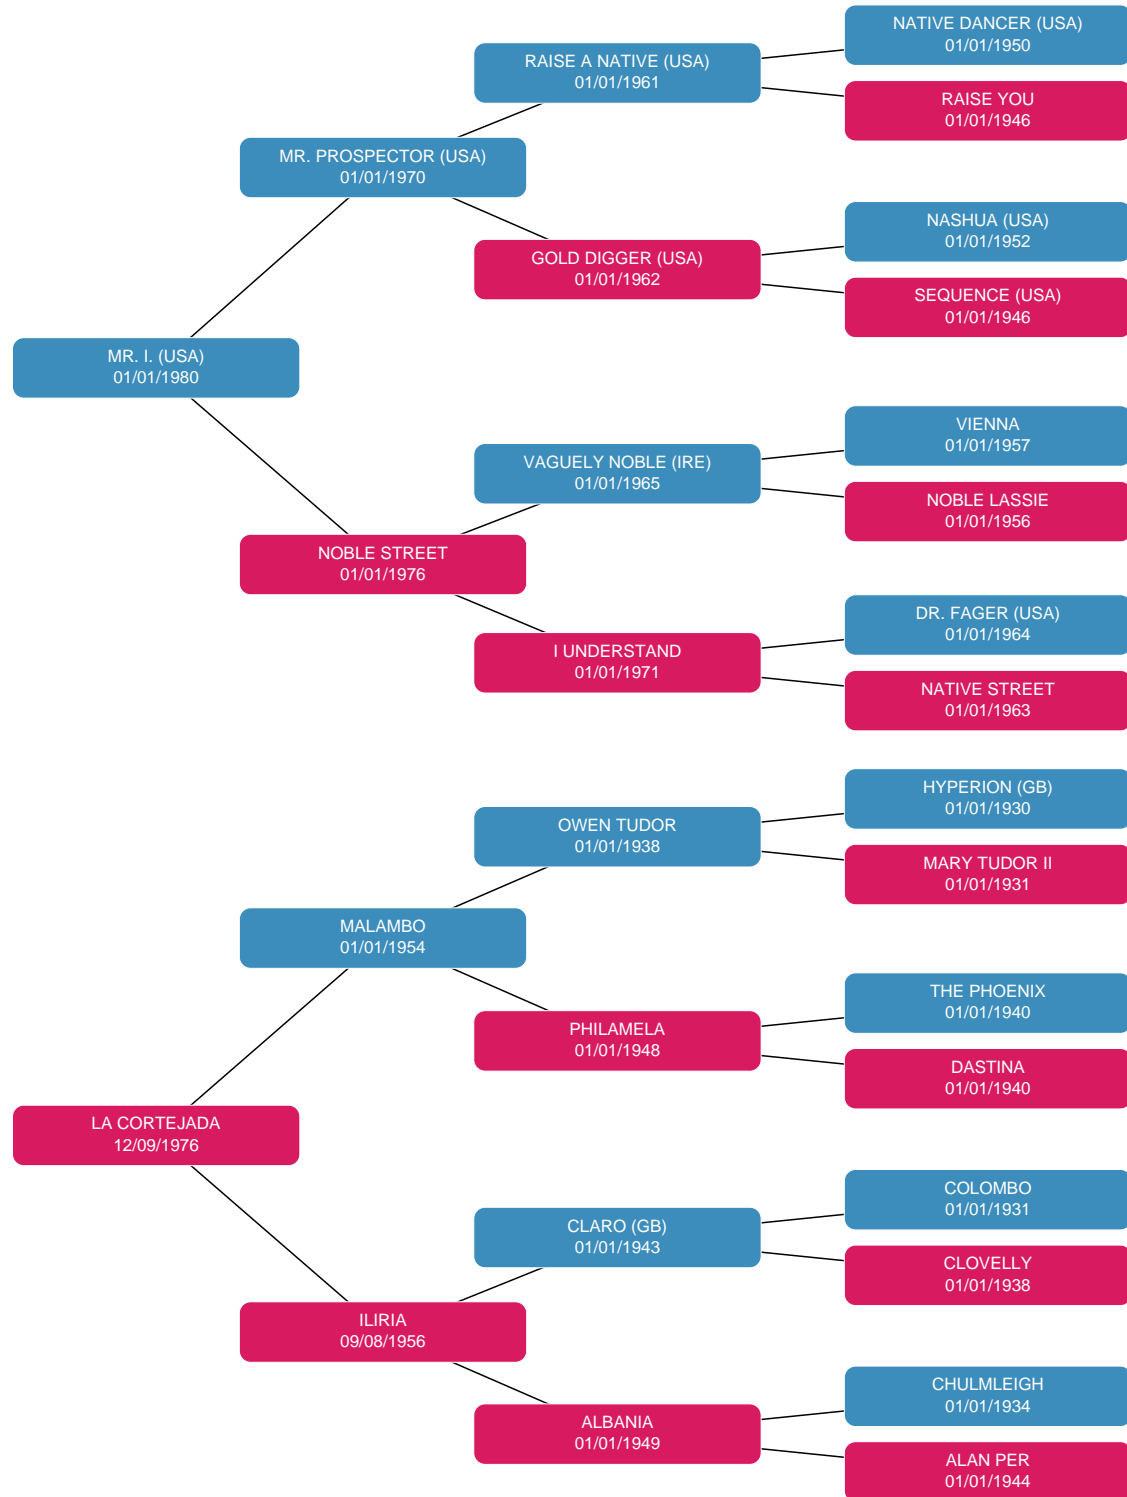 NATIVE DANCER (USA)
01/01/1950
RAISE A NATIVE (USA)
01/01/1961
RAISE YOU
01/01/1946
MR. PROSPECTOR (USA)
01/01/1970
NASHUA (USA)
01/01/1952
GOLD DIGGER (USA)
01/01/1962
SEQUENCE (USA)
01/01/1946
MR. I. (USA)
01/01/1980
VIENNA
01/01/1957
VAGUELY NOBLE (IRE)
01/01/1965
NOBLE LASSIE
01/01/1956
NOBLE STREET
01/01/1976
DR. FAGER (USA)
01/01/1964
I UNDERSTAND
01/01/1971
NATIVE STREET
01/01/1963
HYPERION (GB)
01/01/1930
OWEN TUDOR
01/01/1938
MARY TUDOR II
01/01/1931
MALAMBO
01/01/1954
THE PHOENIX
01/01/1940
PHILAMELA
01/01/1948
DASTINA
01/01/1940
LA CORTEJADA
12/09/1976
COLOMBO
01/01/1931
CLARO (GB)
01/01/1943
CLOVELLY
01/01/1938
ILIRIA
09/08/1956
CHULMLEIGH
01/01/1934
ALBANIA
01/01/1949
ALAN PER
01/01/1944